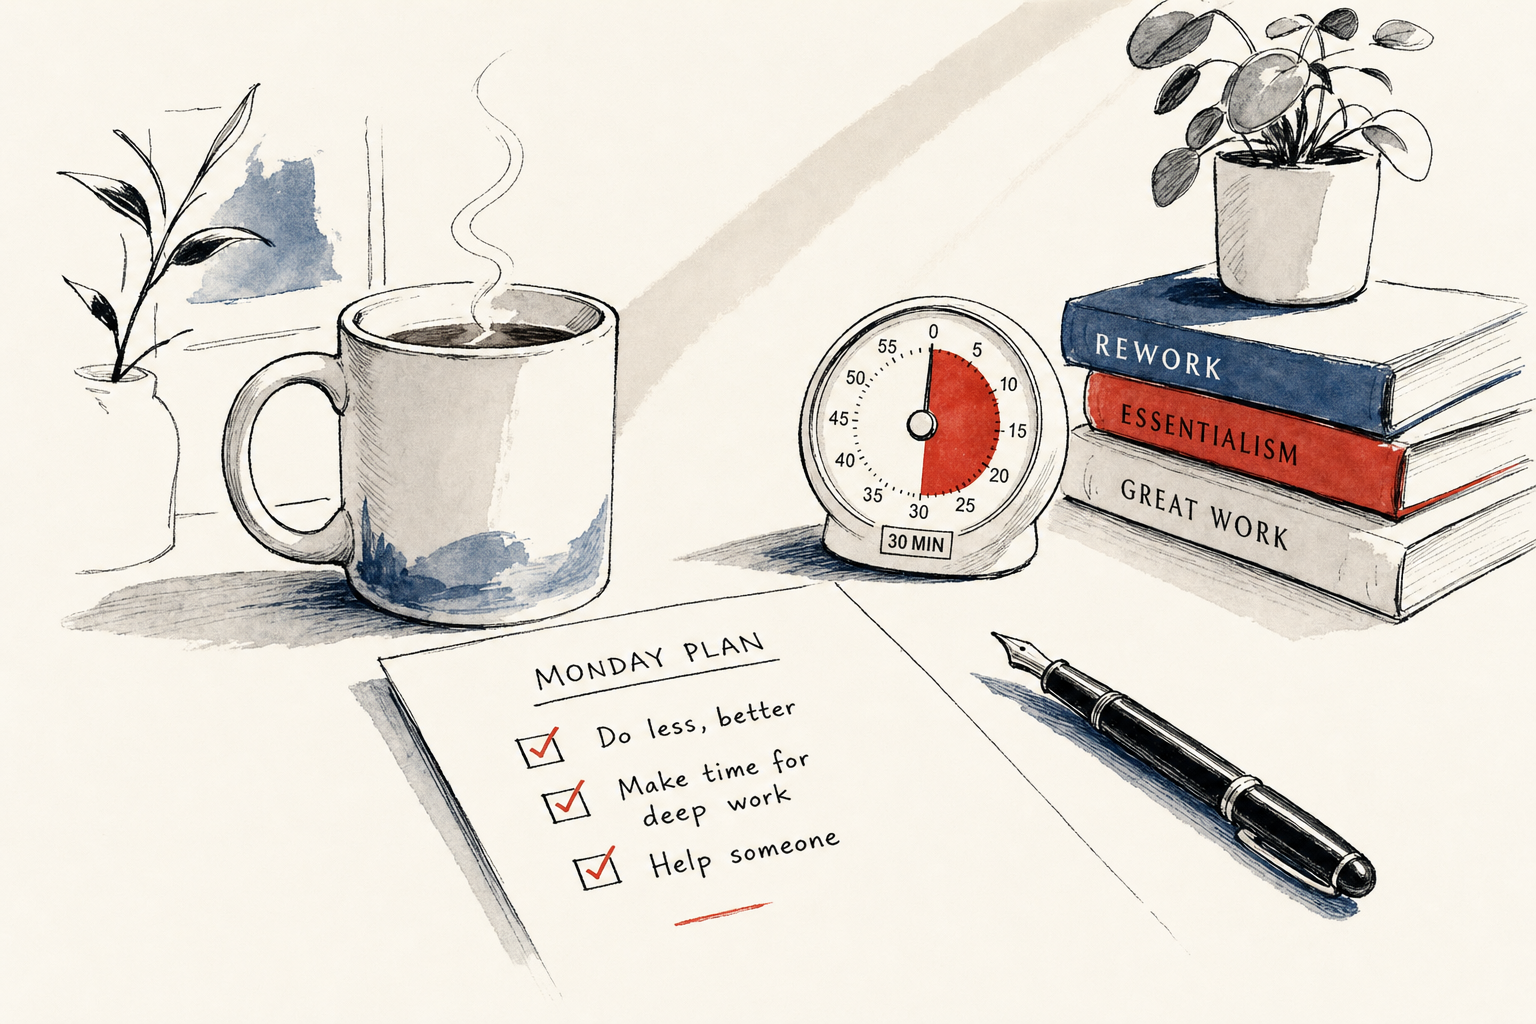 0
5
10
15
20
25
30
35
40
45
50
55
30 MIN
REWORK
ESSENTIALISM
GREAT WORK
MONDAY PLAN
Do less, better
Make time for
deep work
Help someone